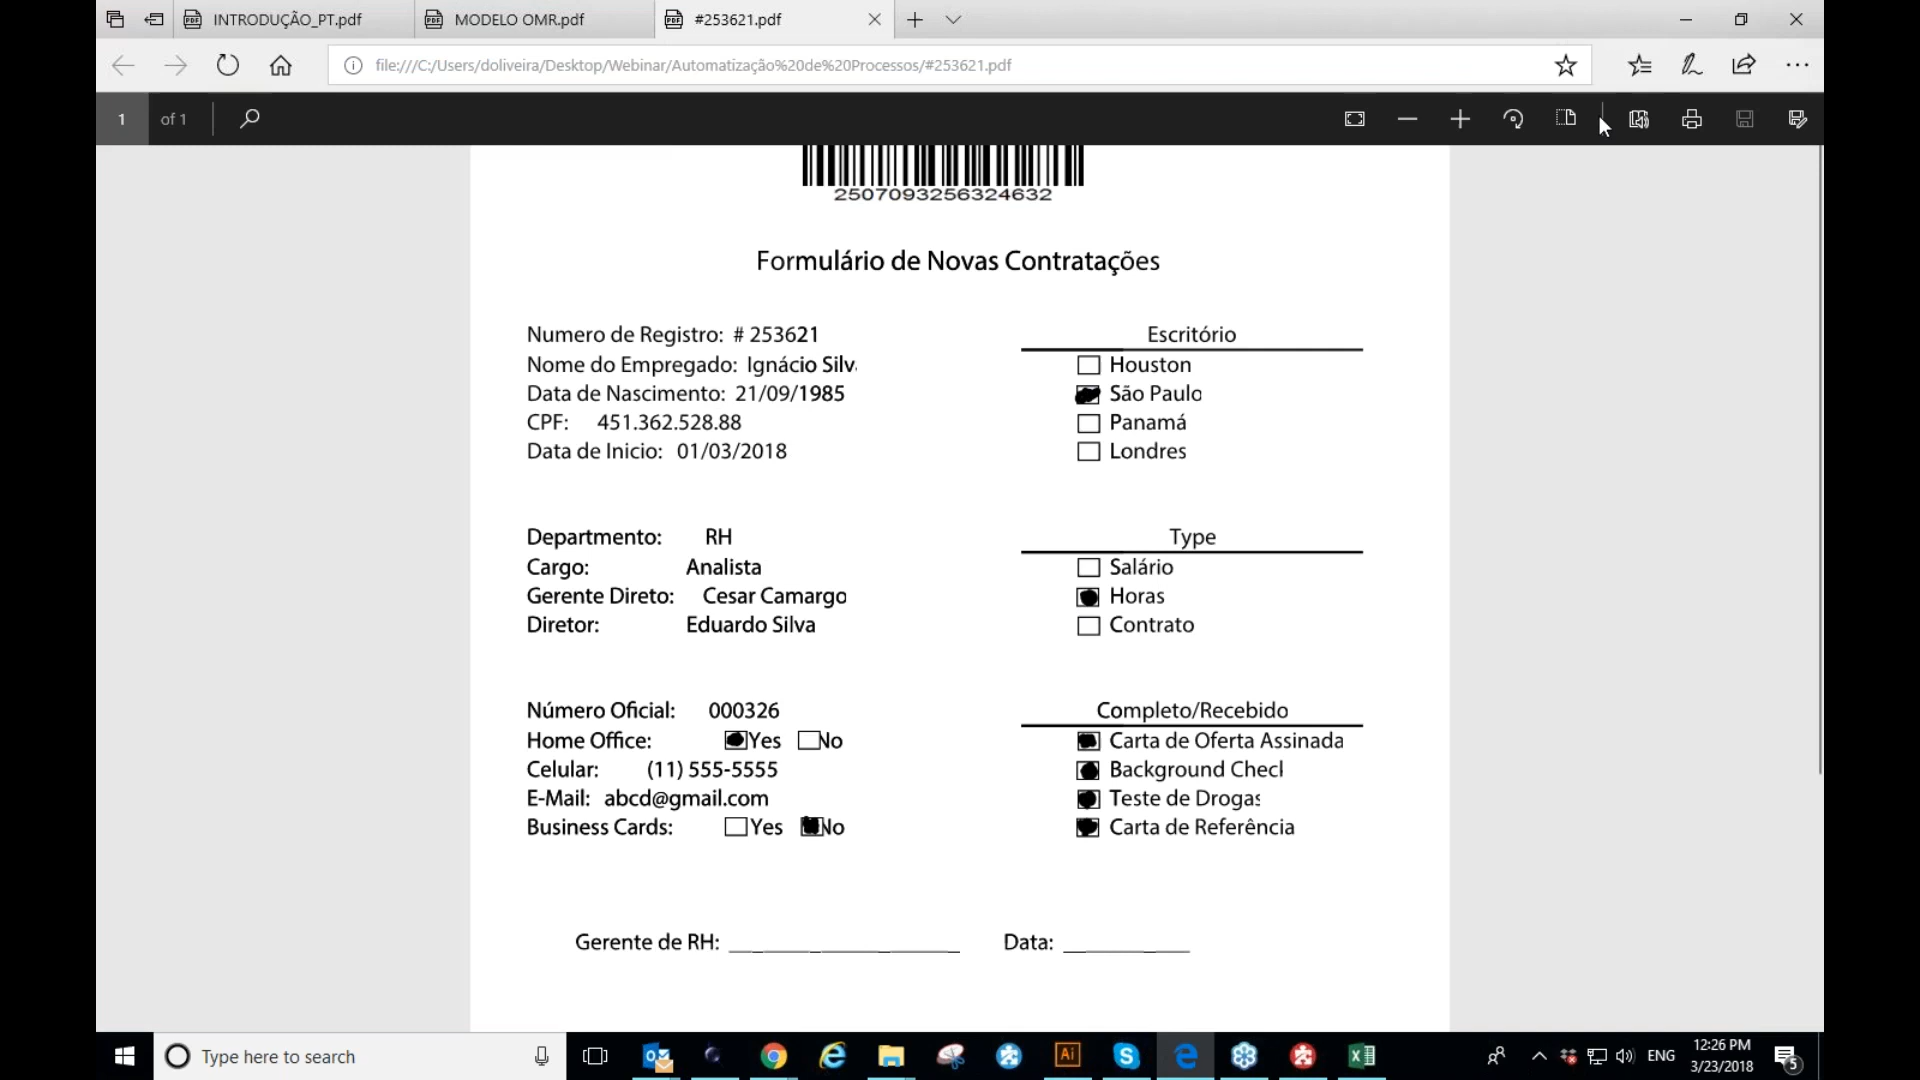 INTRODUÇÃO_PT.pdf
MODELO OMR.pdf
#253621.pdf
file:///C:/Users/doliveira/Desktop/Webinar/Automatização%20de%20Processos/#253621.pdf
1 of 1
2507093256324632
Formulário de Novas Contratações
Numero de Registro: # 253621
Nome do Empregado: Ignácio Silv
Data de Nascimento: 21/09/1985
CPF: 451.362.528.88
Data de Inicio: 01/03/2018
Escritório
Houston
São Paulo
Panamá
Londres
Departmento: RH
Cargo: Analista
Gerente Direto: Cesar Camargo
Diretor: Eduardo Silva
Type
Salário
Horas
Contrato
Número Oficial: 000326
Home Office: Yes No
Celular: (11) 555-5555
E-Mail: abcd@gmail.com
Business Cards: Yes No
Completo/Recebido
Carta de Oferta Assinada
Background Checl
Teste de Drogas
Carta de Referência
Gerente de RH: ____________________ Data: ___________
Type here to search
Ai
ENG
12:26 PM
3/23/2018
5